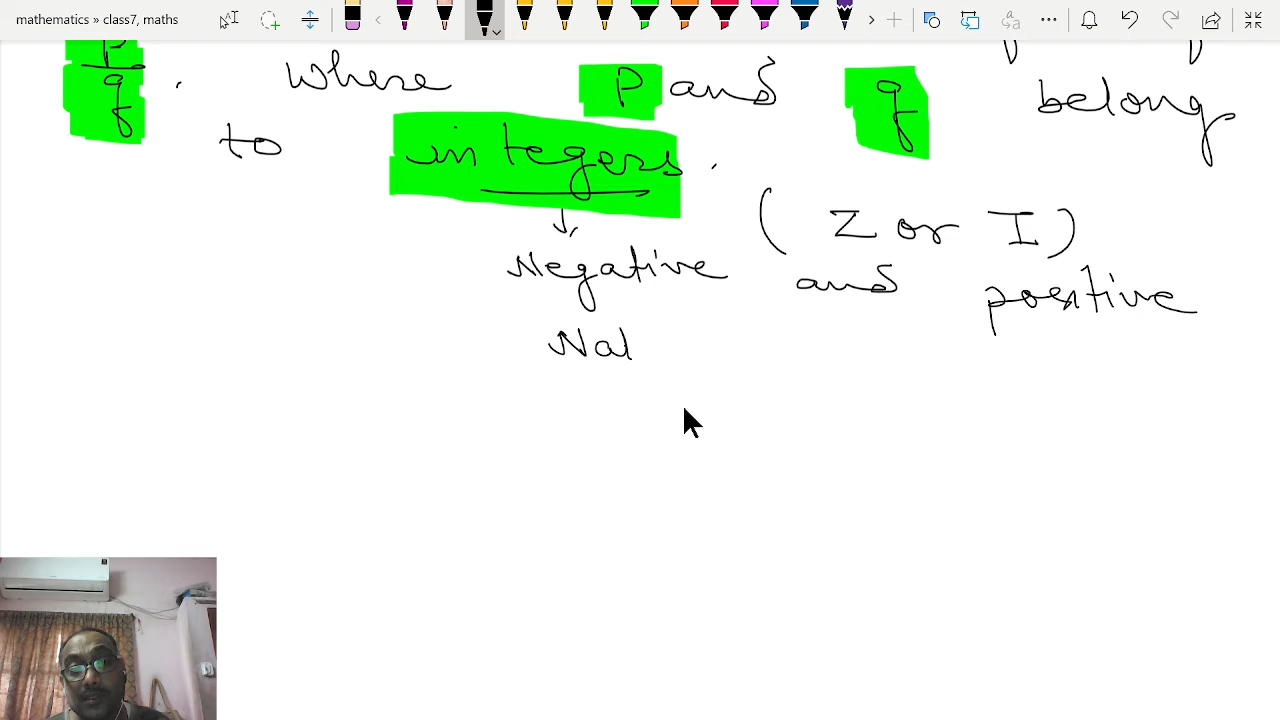 mathematics » class7, maths
p/q. Where p and q belong
to integers.
(Z or I)
Negative and positive
Nal